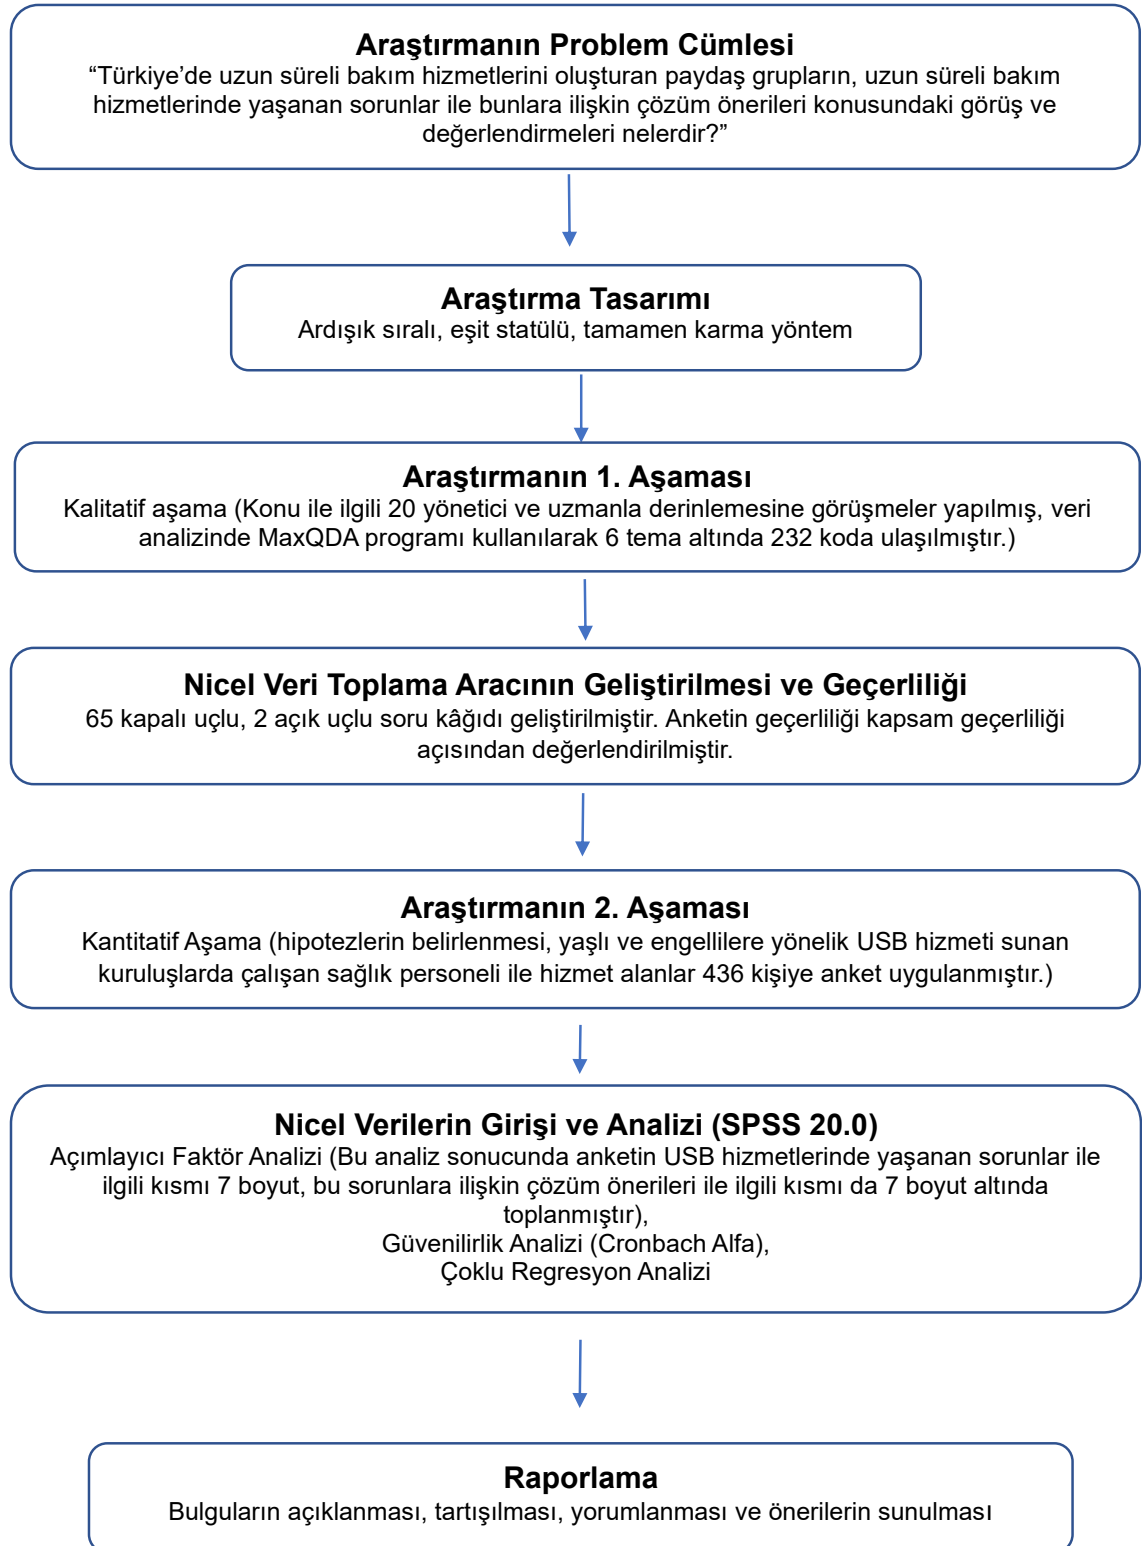 Araştırmanın Problem Cümlesi
“Türkiye’de uzun süreli bakım hizmetlerini oluşturan paydaş grupların, uzun süreli bakım
hizmetlerinde yaşanan sorunlar ile bunlara ilişkin çözüm önerileri konusundaki görüş ve
değerlendirmeleri nelerdir?”
Araştırma Tasarımı
Ardışık sıralı, eşit statülü, tamamen karma yöntem
Araştırmanın 1. Aşaması
Kalitatif aşama (Konu ile ilgili 20 yönetici ve uzmanla derinlemesine görüşmeler yapılmış, veri
analizinde MaxQDA programı kullanılarak 6 tema altında 232 koda ulaşılmıştır.)
Nicel Veri Toplama Aracının Geliştirilmesi ve Geçerliliği
65 kapalı uçlu, 2 açık uçlu soru kâğıdı geliştirilmiştir. Anketin geçerliliği kapsam geçerliliği
açısından değerlendirilmiştir.
Araştırmanın 2. Aşaması
Kantitatif Aşama (hipotezlerin belirlenmesi, yaşlı ve engellilere yönelik USB hizmeti sunan
kuruluşlarda çalışan sağlık personeli ile hizmet alanlar 436 kişiye anket uygulanmıştır.)
Nicel Verilerin Girişi ve Analizi (SPSS 20.0)
Açımlayıcı Faktör Analizi (Bu analiz sonucunda anketin USB hizmetlerinde yaşanan sorunlar ile
ilgili kısmı 7 boyut, bu sorunlara ilişkin çözüm önerileri ile ilgili kısmı da 7 boyut altında
toplanmıştır),
Güvenilirlik Analizi (Cronbach Alfa),
Çoklu Regresyon Analizi
Raporlama
Bulguların açıklanması, tartışılması, yorumlanması ve önerilerin sunulması